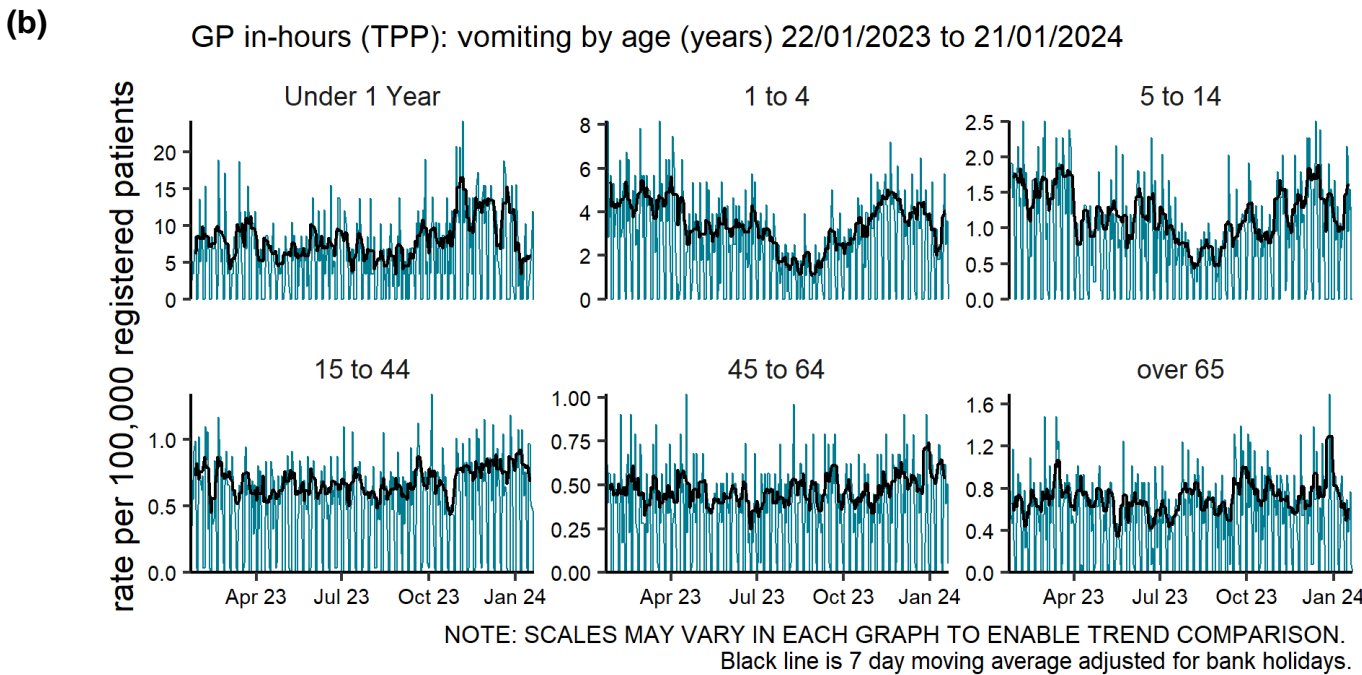 (b)
GP in-hours (TPP): vomiting by age (years) 22/01/2023 to 21/01/2024
rate per 100,000 registered patients
Under 1 Year
20
15
10
5
0
1 to 4
8
6
4
2
0
5 to 14
2.5
2.0
1.5
1.0
0.5
0.0
15 to 44
1.0
0.5
0.0
Apr 23 Jul 23 Oct 23 Jan 24
45 to 64
1.00
0.75
0.50
0.25
0.00
Apr 23 Jul 23 Oct 23 Jan 24
over 65
1.6
1.2
0.8
0.4
0.0
Apr 23 Jul 23 Oct 23 Jan 24
NOTE: SCALES MAY VARY IN EACH GRAPH TO ENABLE TREND COMPARISON.
Black line is 7 day moving average adjusted for bank holidays.